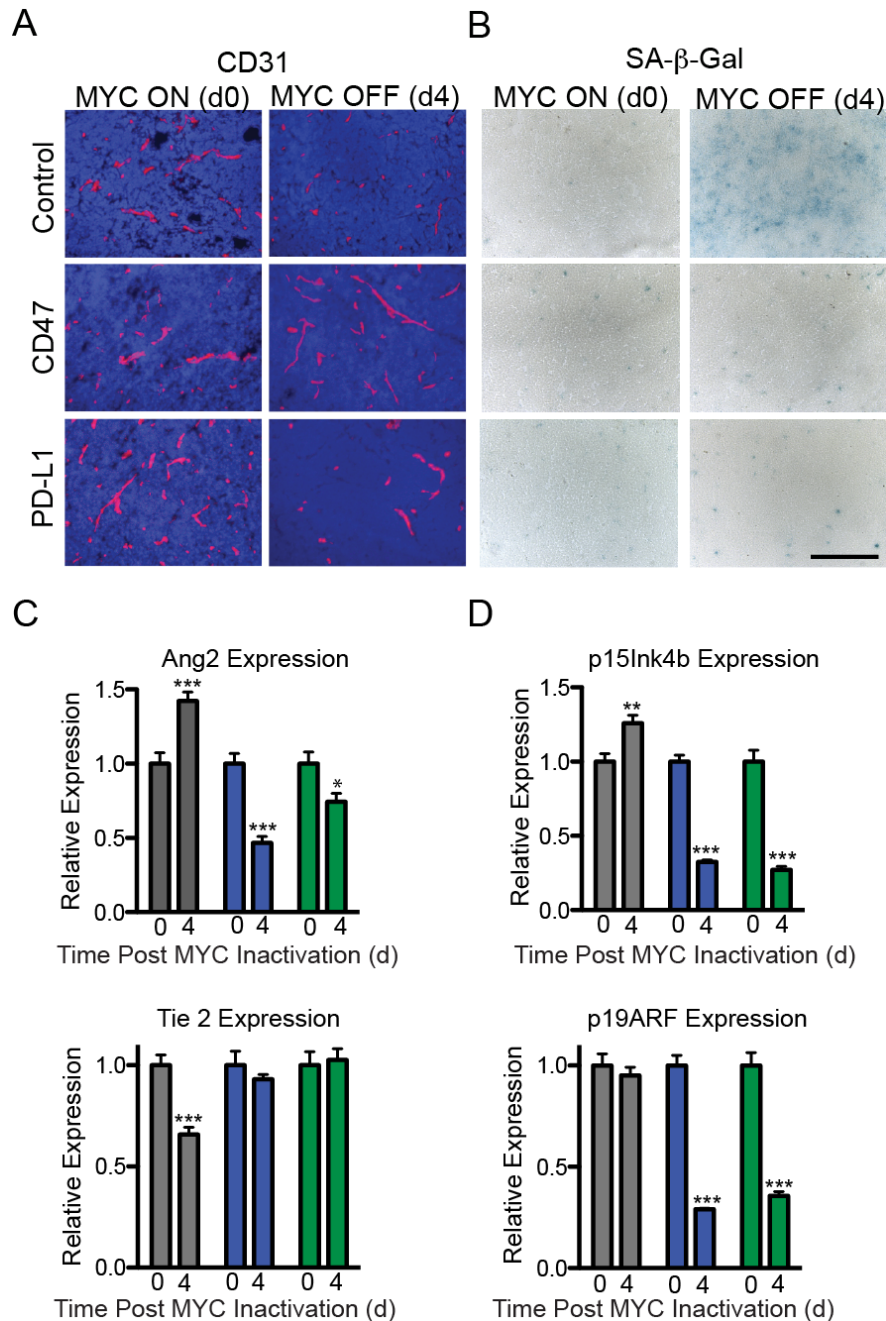 A
B
CD31
SA-β-Gal
MYC ON (d0) MYC OFF (d4)
MYC ON (d0) MYC OFF (d4)
Control
CD47
PD-L1
C
D
Ang2 Expression
Relative Expression
1.5
1.0
0.5
0.0
***
***
*
0 4 0 4 0 4
Time Post MYC Inactivation (d)
p15Ink4b Expression
Relative Expression
1.5
1.0
0.5
0.0
**
***
***
0 4 0 4 0 4
Time Post MYC Inactivation (d)
Tie 2 Expression
Relative Expression
1.0
0.5
0.0
***
0 4 0 4 0 4
Time Post MYC Inactivation (d)
p19ARF Expression
Relative Expression
1.0
0.5
0.0
***
***
0 4 0 4 0 4
Time Post MYC Inactivation (d)